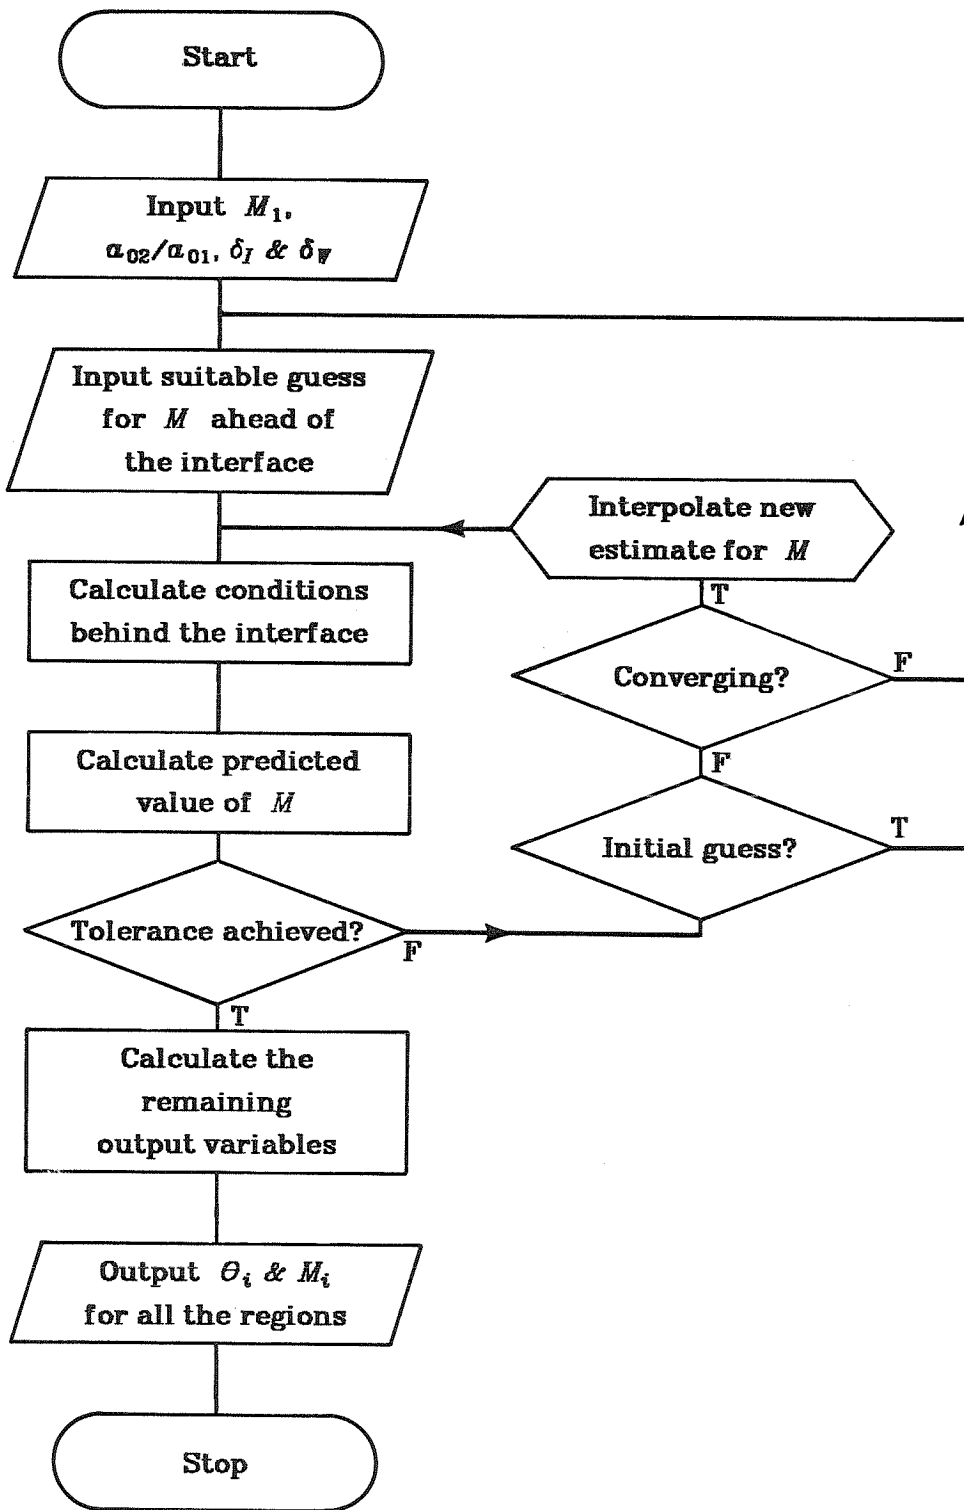 Start
Input M₁,
a₀₂/a₀₁, δ_I & δ_W
Input suitable guess
for M ahead of
the interface
Interpolate new
estimate for M
T
Calculate conditions
behind the interface
Converging?
F
F
Calculate predicted
value of M
Initial guess?
T
Tolerance achieved?
F
T
Calculate the
remaining
output variables
Output θᵢ & Mᵢ
for all the regions
Stop